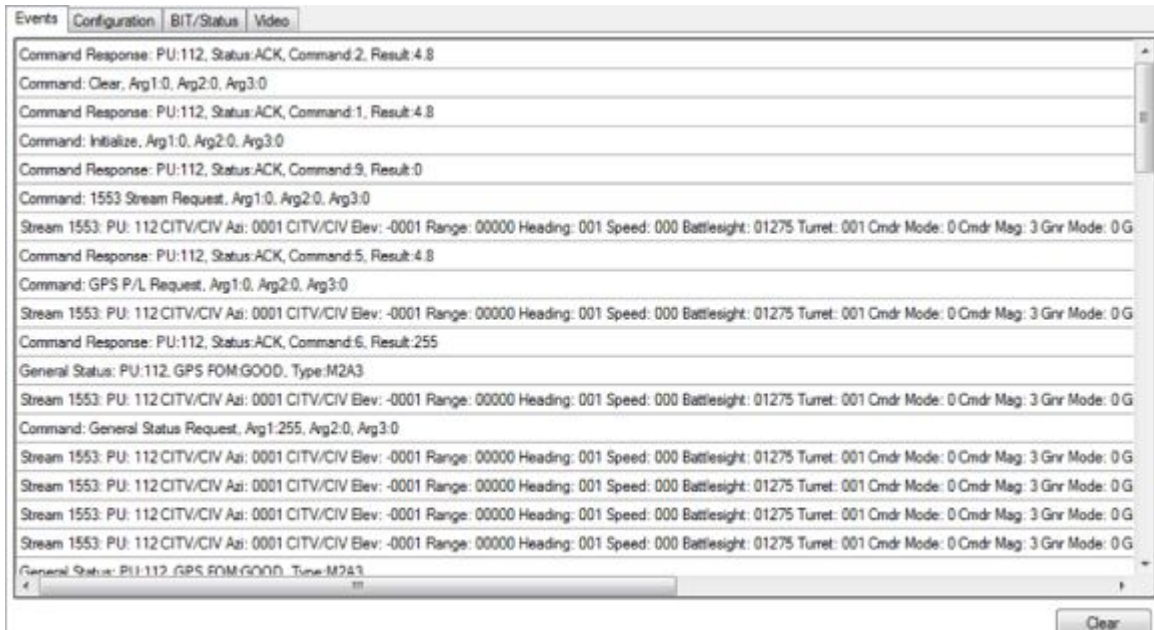 Events Configuration BIT/Status Video
Command Response: PU:112, Status:ACK, Command:2, Result:4.8
Command: Clear, Arg1:0, Arg2:0, Arg3:0
Command Response: PU:112, Status:ACK, Command:1, Result:4.8
Command: Initialize, Arg1:0, Arg2:0, Arg3:0
Command Response: PU:112, Status:ACK, Command:9, Result:0
Command: 1553 Stream Request, Arg1:0, Arg2:0, Arg3:0
Stream 1553: PU: 112 CITV/CIV Azi: 0001 CITV/CIV Elev: -0001 Range: 00000 Heading: 001 Speed: 000 Battlesight: 01275 Turret: 001 Cmdr Mode: 0 Cmdr Mag: 3 Gnr Mode: 0 G
Command Response: PU:112, Status:ACK, Command:5, Result:4.8
Command: GPS P/L Request, Arg1:0, Arg2:0, Arg3:0
Stream 1553: PU: 112 CITV/CIV Azi: 0001 CITV/CIV Elev: -0001 Range: 00000 Heading: 001 Speed: 000 Battlesight: 01275 Turret: 001 Cmdr Mode: 0 Cmdr Mag: 3 Gnr Mode: 0 G
Command Response: PU:112, Status:ACK, Command:6, Result:255
General Status: PU:112, GPS FOM:GOOD, Type:M2A3
Stream 1553: PU: 112 CITV/CIV Azi: 0001 CITV/CIV Elev: -0001 Range: 00000 Heading: 001 Speed: 000 Battlesight: 01275 Turret: 001 Cmdr Mode: 0 Cmdr Mag: 3 Gnr Mode: 0 G
Command: General Status Request, Arg1:255, Arg2:0, Arg3:0
Stream 1553: PU: 112 CITV/CIV Azi: 0001 CITV/CIV Elev: -0001 Range: 00000 Heading: 001 Speed: 000 Battlesight: 01275 Turret: 001 Cmdr Mode: 0 Cmdr Mag: 3 Gnr Mode: 0 G
Stream 1553: PU: 112 CITV/CIV Azi: 0001 CITV/CIV Elev: -0001 Range: 00000 Heading: 001 Speed: 000 Battlesight: 01275 Turret: 001 Cmdr Mode: 0 Cmdr Mag: 3 Gnr Mode: 0 G
Stream 1553: PU: 112 CITV/CIV Azi: 0001 CITV/CIV Elev: -0001 Range: 00000 Heading: 001 Speed: 000 Battlesight: 01275 Turret: 001 Cmdr Mode: 0 Cmdr Mag: 3 Gnr Mode: 0 G
Stream 1553: PU: 112 CITV/CIV Azi: 0001 CITV/CIV Elev: -0001 Range: 00000 Heading: 001 Speed: 000 Battlesight: 01275 Turret: 001 Cmdr Mode: 0 Cmdr Mag: 3 Gnr Mode: 0 G
General Status: PU:112, GPS FOM:GOOD, Type:M2A3
Clear